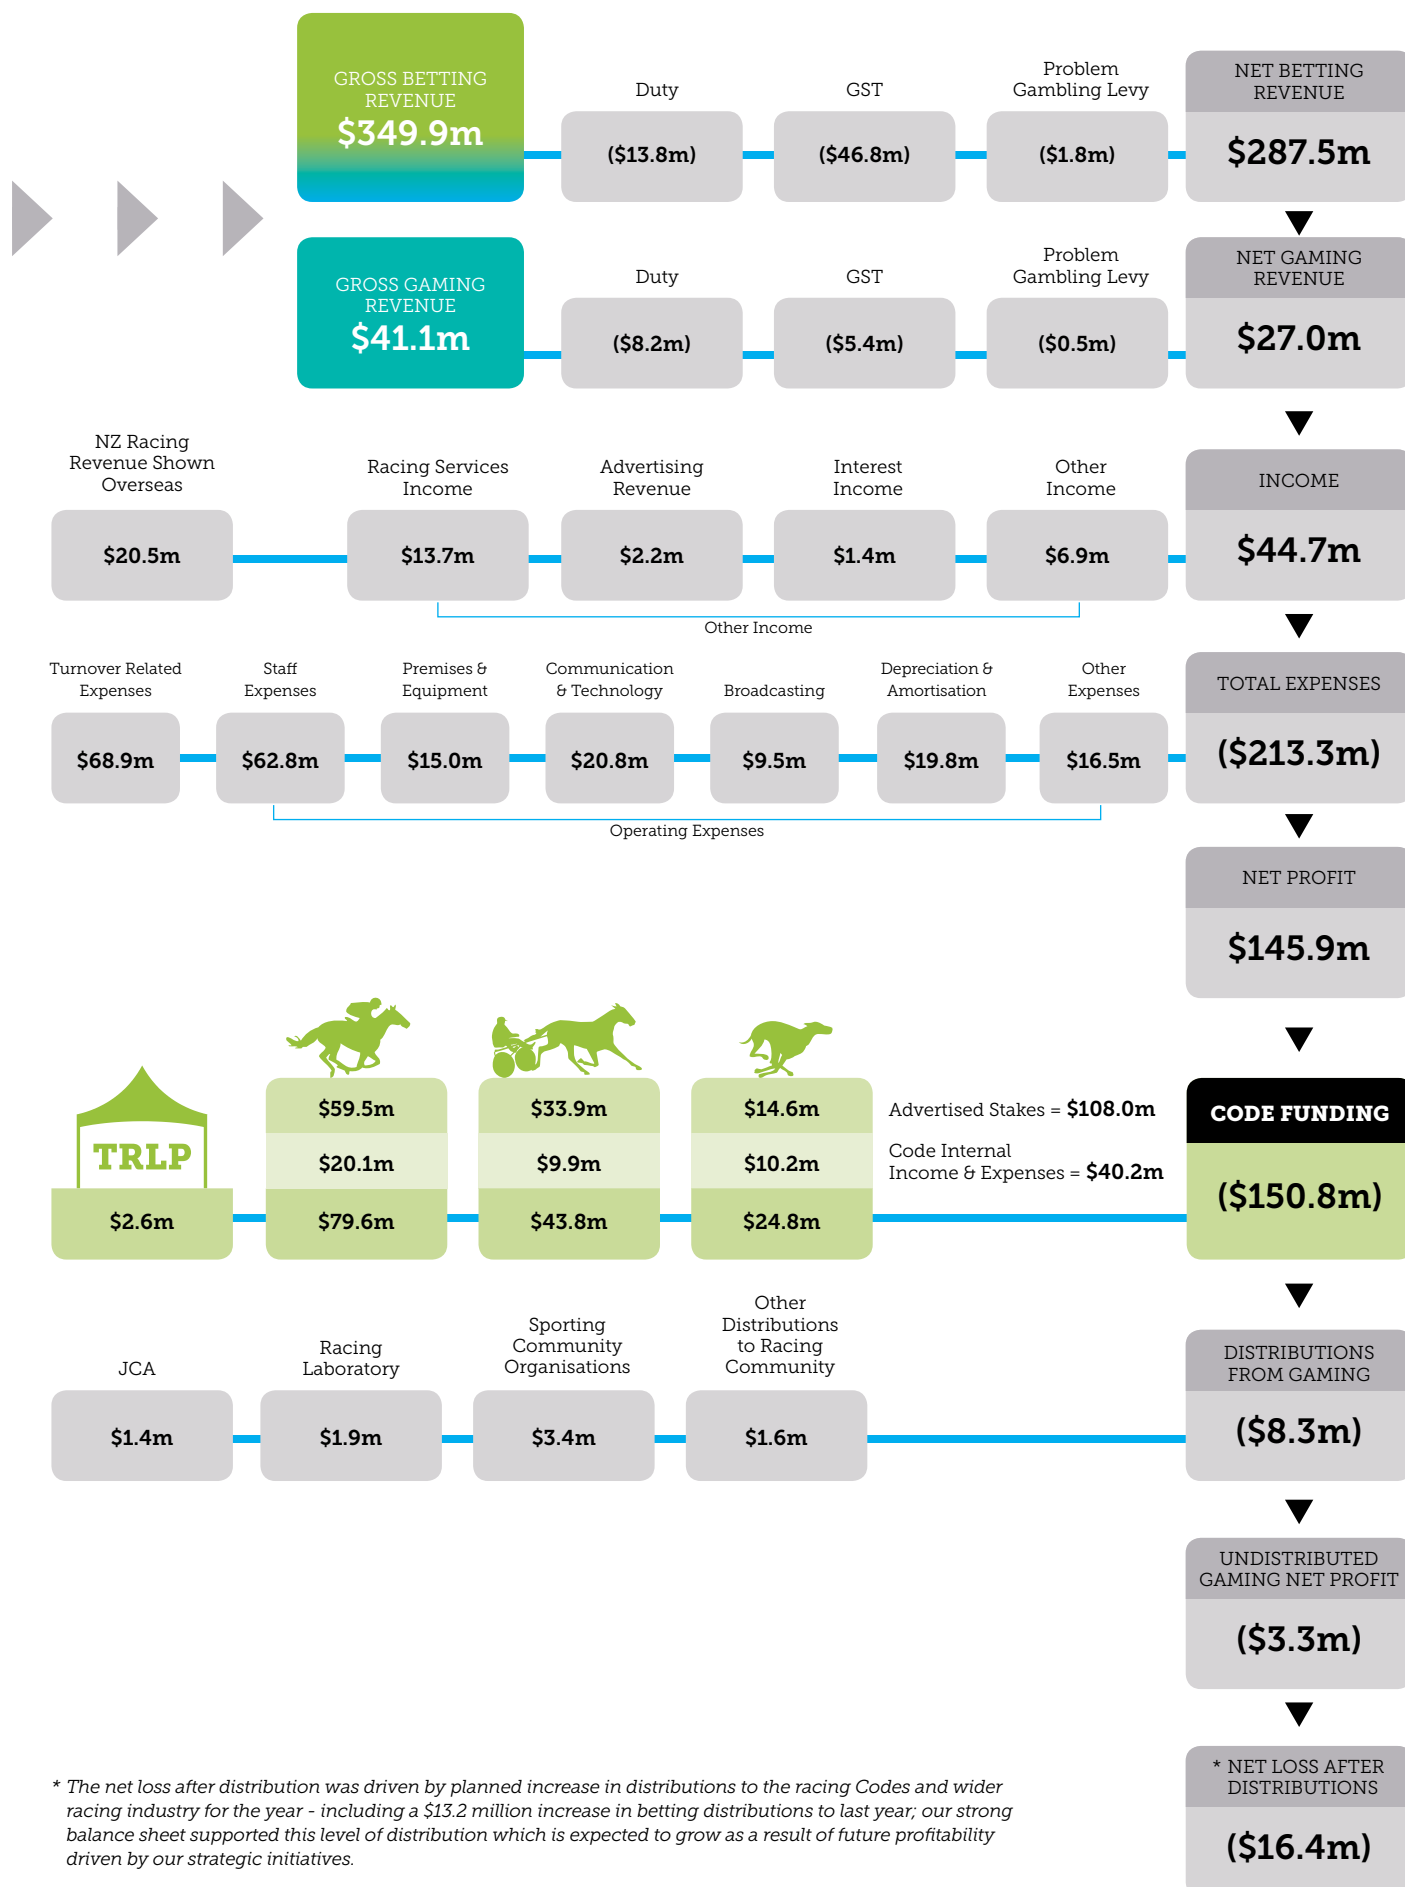 GROSS BETTING
REVENUE
$349.9m
Duty
($13.8m)
GST
($46.8m)
Problem
Gambling Levy
($1.8m)
NET BETTING
REVENUE
$287.5m
GROSS GAMING
REVENUE
$41.1m
Duty
($8.2m)
GST
($5.4m)
Problem
Gambling Levy
($0.5m)
NET GAMING
REVENUE
$27.0m
NZ Racing
Revenue Shown
Overseas
$20.5m
Racing Services
Income
$13.7m
Advertising
Revenue
$2.2m
Interest
Income
$1.4m
Other
Income
$6.9m
Other Income
INCOME
$44.7m
Turnover Related
Expenses
$68.9m
Staff
Expenses
$62.8m
Premises &
Equipment
$15.0m
Communication
& Technology
$20.8m
Broadcasting
$9.5m
Depreciation &
Amortisation
$19.8m
Other
Expenses
$16.5m
Operating Expenses
TOTAL EXPENSES
($213.3m)
NET PROFIT
$145.9m
TRLP
$2.6m
$59.5m
$20.1m
$79.6m
$33.9m
$9.9m
$43.8m
$14.6m
$10.2m
$24.8m
Advertised Stakes = $108.0m
Code Internal
Income & Expenses = $40.2m
CODE FUNDING
($150.8m)
JCA
$1.4m
Racing
Laboratory
$1.9m
Sporting
Community
Organisations
$3.4m
Other
Distributions
to Racing
Community
$1.6m
DISTRIBUTIONS
FROM GAMING
($8.3m)
UNDISTRIBUTED
GAMING NET PROFIT
($3.3m)
* NET LOSS AFTER
DISTRIBUTIONS
($16.4m)
* The net loss after distribution was driven by planned increase in distributions to the racing Codes and wider
racing industry for the year - including a $13.2 million increase in betting distributions to last year; our strong
balance sheet supported this level of distribution which is expected to grow as a result of future profitability
driven by our strategic initiatives.